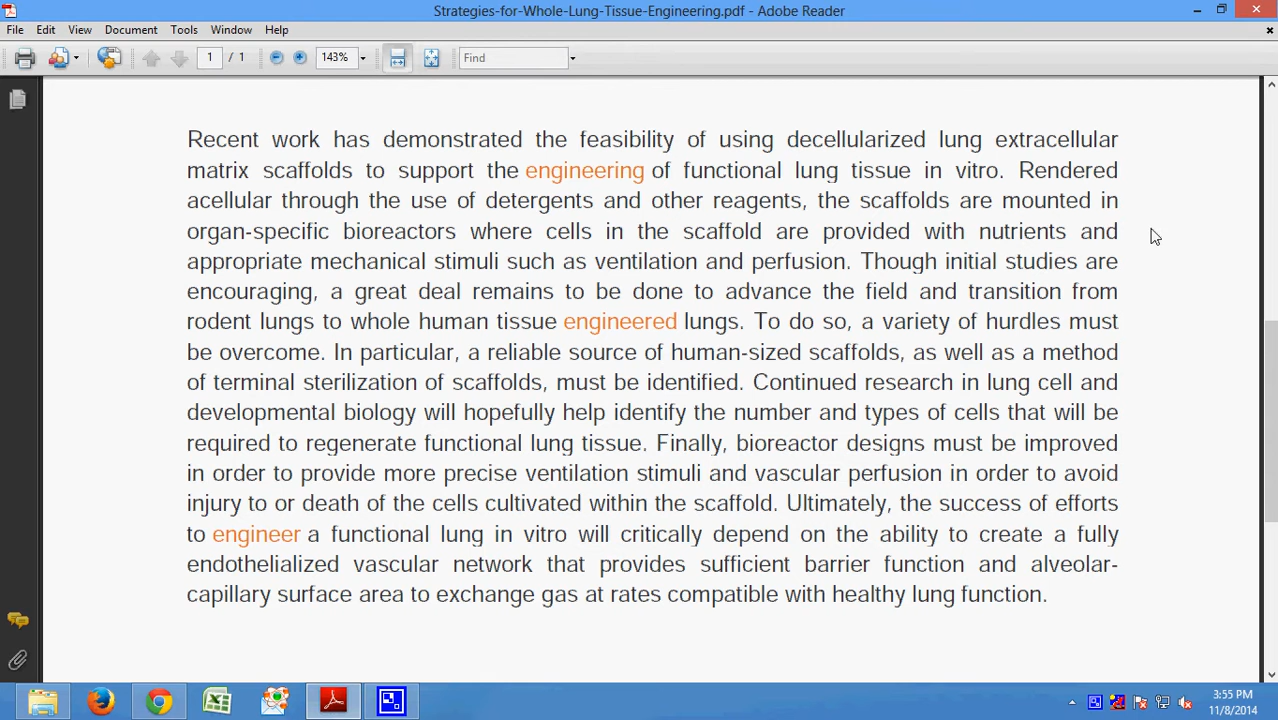 Strategies-for-Whole-Lung-Tissue-Engineering.pdf - Adobe Reader
File Edit View Document Tools Window Help
1 / 1 143% Find
Recent work has demonstrated the feasibility of using decellularized lung extracellular
matrix scaffolds to support the engineering of functional lung tissue in vitro. Rendered
acellular through the use of detergents and other reagents, the scaffolds are mounted in
organ-specific bioreactors where cells in the scaffold are provided with nutrients and
appropriate mechanical stimuli such as ventilation and perfusion. Though initial studies are
encouraging, a great deal remains to be done to advance the field and transition from
rodent lungs to whole human tissue engineered lungs. To do so, a variety of hurdles must
be overcome. In particular, a reliable source of human-sized scaffolds, as well as a method
of terminal sterilization of scaffolds, must be identified. Continued research in lung cell and
developmental biology will hopefully help identify the number and types of cells that will be
required to regenerate functional lung tissue. Finally, bioreactor designs must be improved
in order to provide more precise ventilation stimuli and vascular perfusion in order to avoid
injury to or death of the cells cultivated within the scaffold. Ultimately, the success of efforts
to engineer a functional lung in vitro will critically depend on the ability to create a fully
endothelialized vascular network that provides sufficient barrier function and alveolar-
capillary surface area to exchange gas at rates compatible with healthy lung function.
3:55 PM
11/8/2014